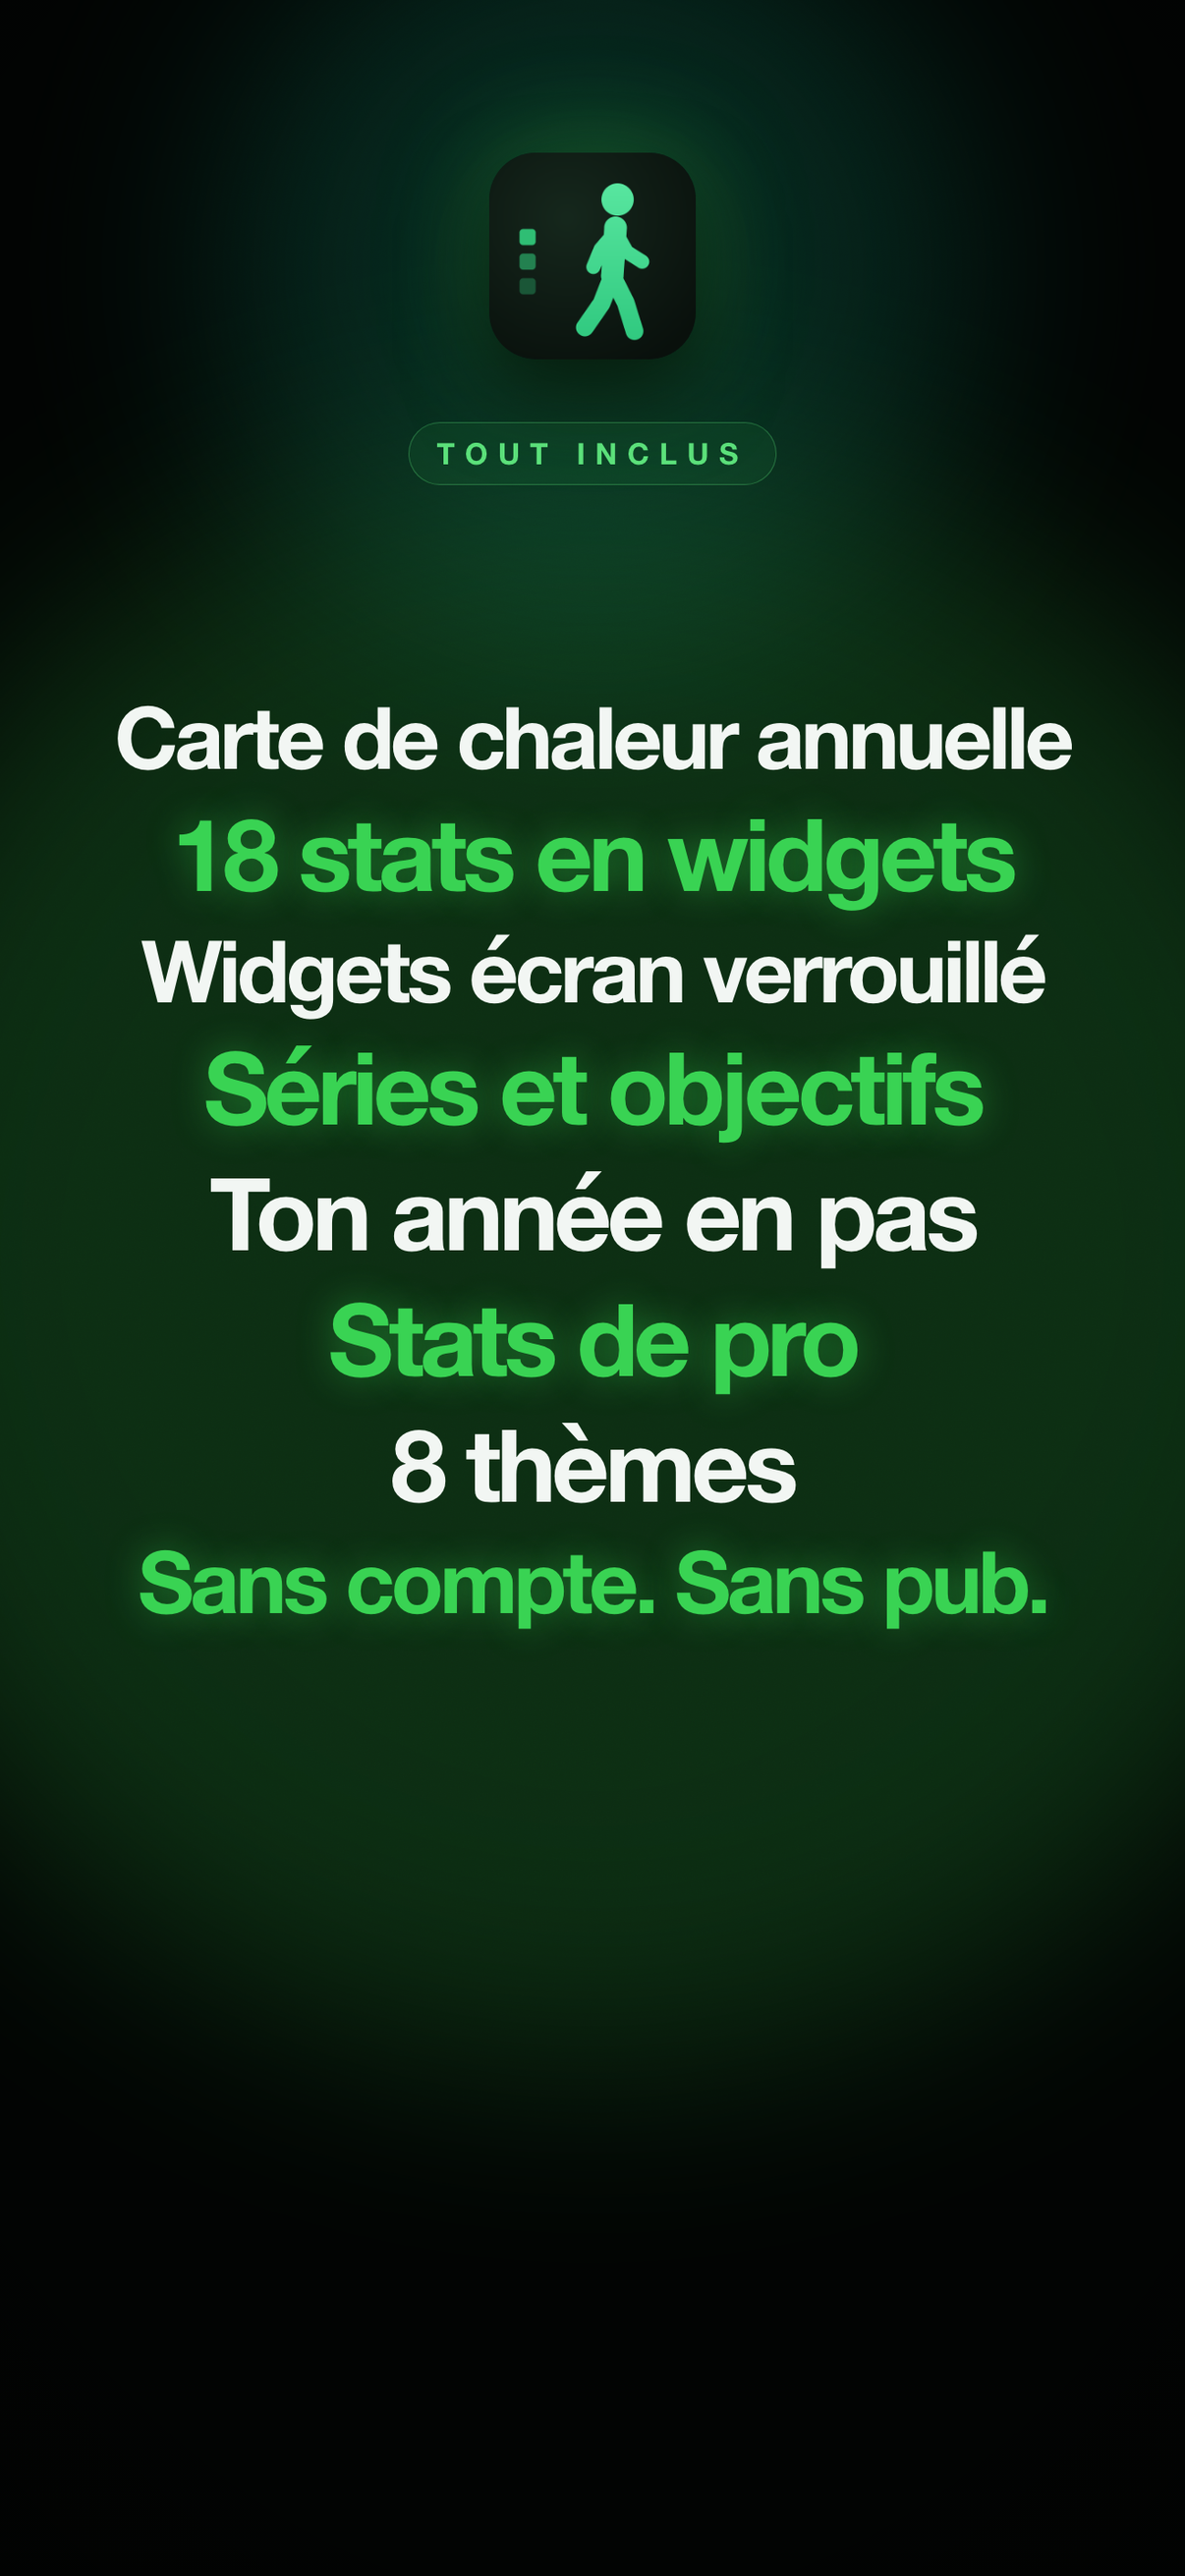 TOUT INCLUS
Carte de chaleur annuelle
18 stats en widgets
Widgets écran verrouillé
Séries et objectifs
Ton année en pas
Stats de pro
8 thèmes
Sans compte. Sans pub.